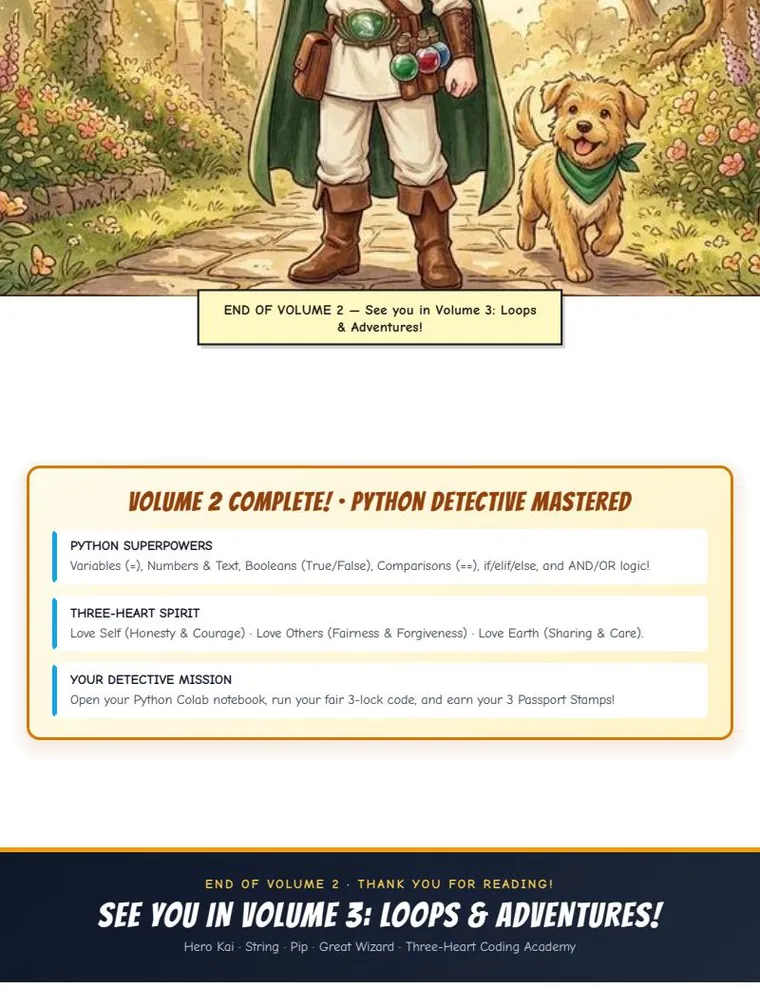 END OF VOLUME 2 — See you in Volume 3: Loops
& Adventures!
VOLUME 2 COMPLETE! • PYTHON DETECTIVE MASTERED
PYTHON SUPERPOWERS
Variables (=), Numbers & Text, Booleans (True/False), Comparisons (==), if/elif/else, and AND/OR logic!
THREE-HEART SPIRIT
Love Self (Honesty & Courage) · Love Others (Fairness & Forgiveness) · Love Earth (Sharing & Care).
YOUR DETECTIVE MISSION
Open your Python Colab notebook, run your fair 3-lock code, and earn your 3 Passport Stamps!
END OF VOLUME 2 · THANK YOU FOR READING!
SEE YOU IN VOLUME 3: LOOPS & ADVENTURES!
Hero Kai · String · Pip · Great Wizard · Three-Heart Coding Academy